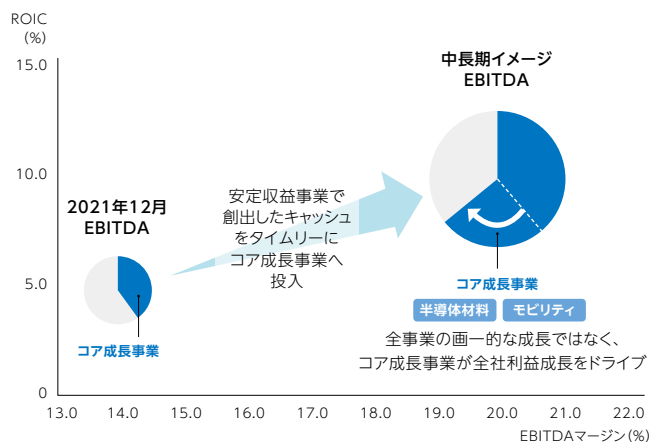 ROIC
(%)
15.0
10.0
5.0
0
13.0
14.0
15.0
16.0
17.0
18.0
19.0
20.0
21.0
22.0
EBITDAマージン(%)
2021年12月
EBITDA
コア成長事業
安定収益事業で
創出したキャッシュ
をタイムリーに
コア成長事業へ
投入
中長期イメージ
EBITDA
コア成長事業
半導体材料
モビリティ
全事業の画一的な成長ではなく、
コア成長事業が全社利益成長をドライブ